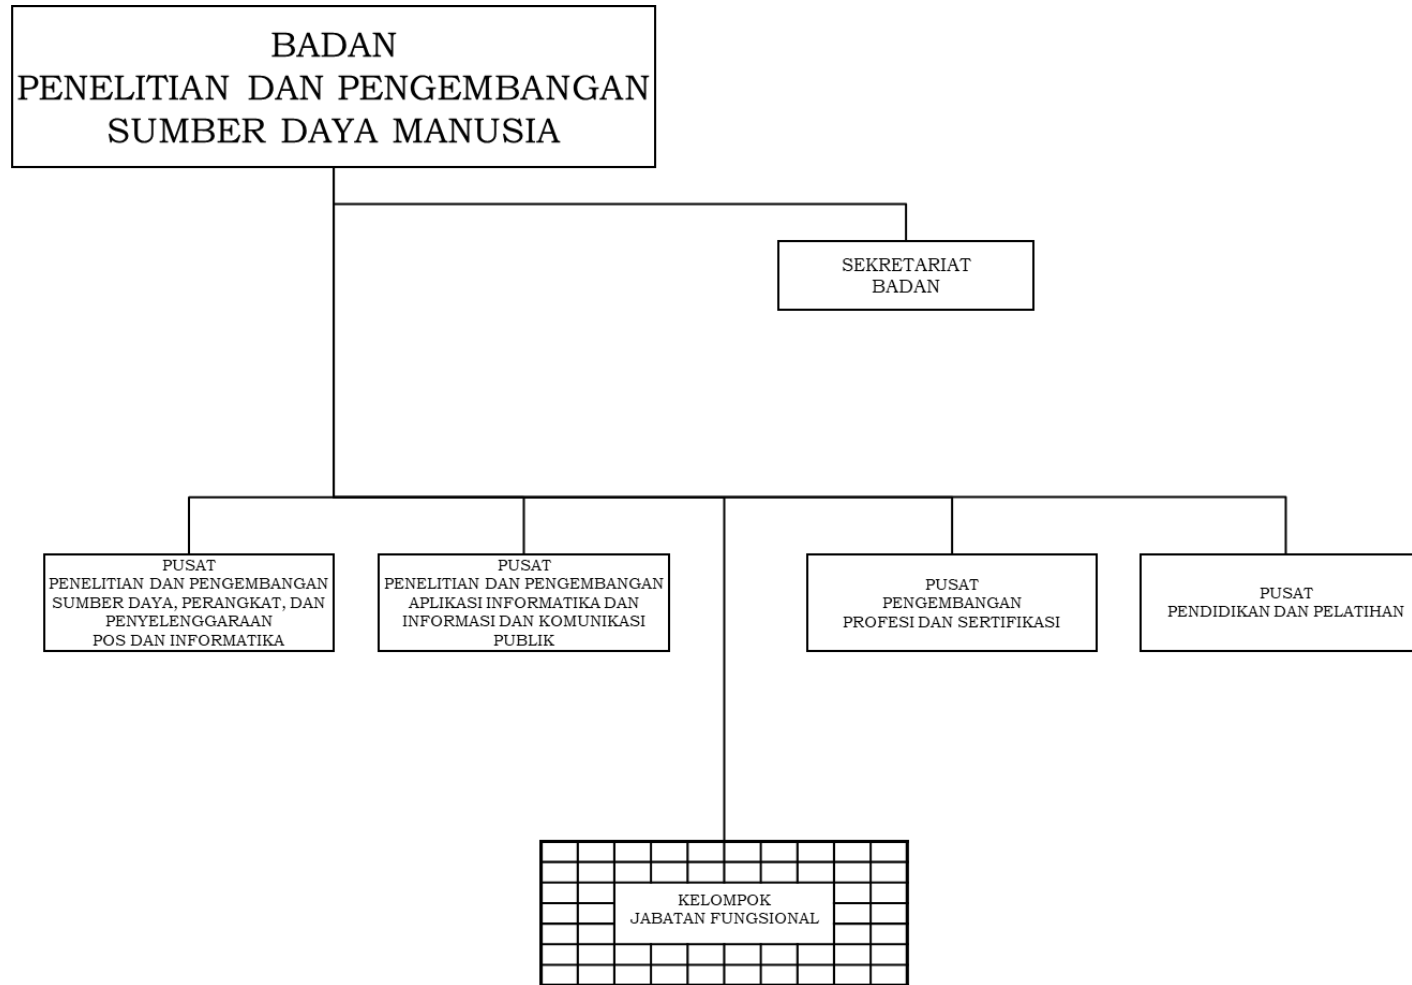 BADAN
PENELITIAN DAN PENGEMBANGAN
SUMBER DAYA MANUSIA
SEKRETARIAT
BADAN
PUSAT
PENELITIAN DAN PENGEMBANGAN
SUMBER DAYA, PERANGKAT, DAN
PENYELENGGARAAN
POS DAN INFORMATIKA
PUSAT
PENELITIAN DAN PENGEMBANGAN
APLIKASI INFORMATIKA DAN
INFORMASI DAN KOMUNIKASI
PUBLIK
PUSAT
PENGEMBANGAN
PROFESI DAN SERTIFIKASI
PUSAT
PENDIDIKAN DAN PELATIHAN
KELOMPOK
JABATAN FUNGSIONAL